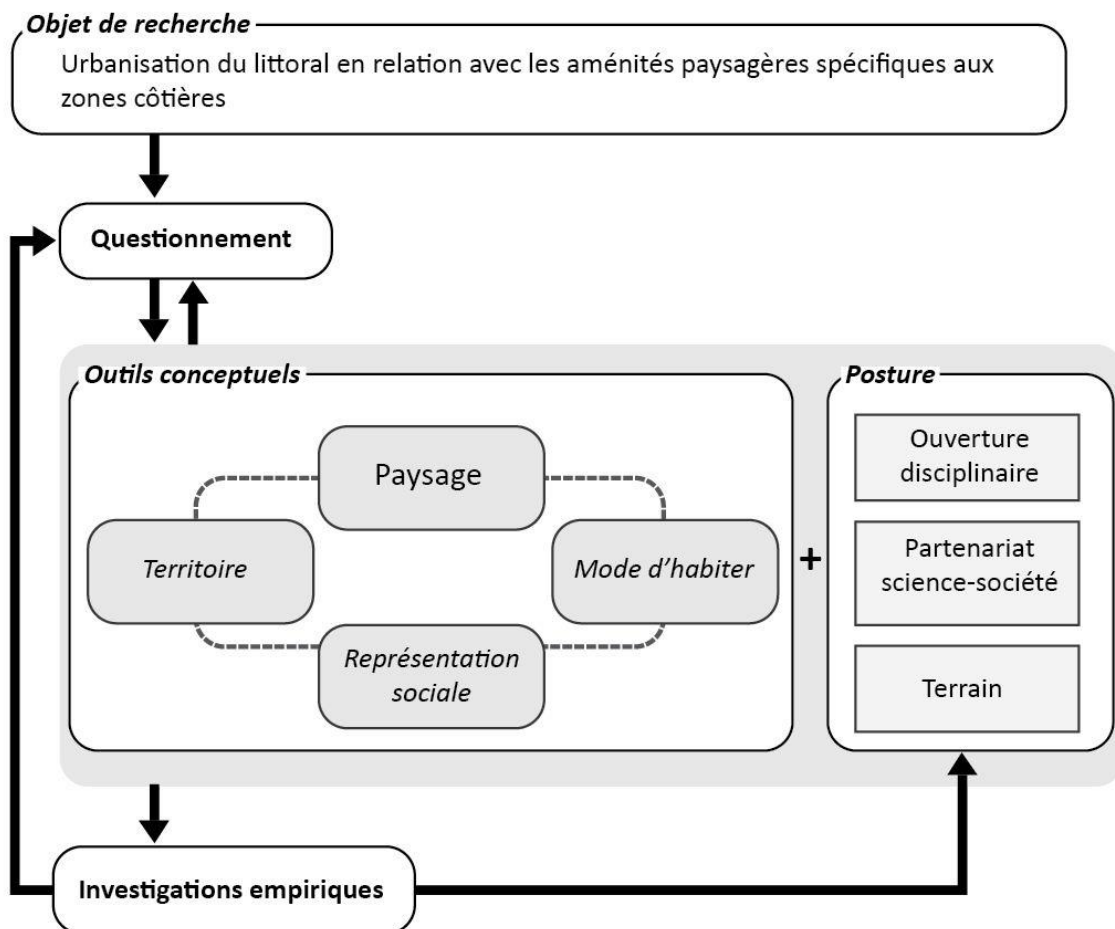 Objet de recherche
Urbanisation du littoral en relation avec les aménités paysagères spécifiques aux
zones côtières
Questionnement
Outils conceptuels
Paysage
Territoire
Mode d'habiter
Représentation
sociale
+
Posture
Ouverture
disciplinaire
Partenariat
science-société
Terrain
Investigations empiriques